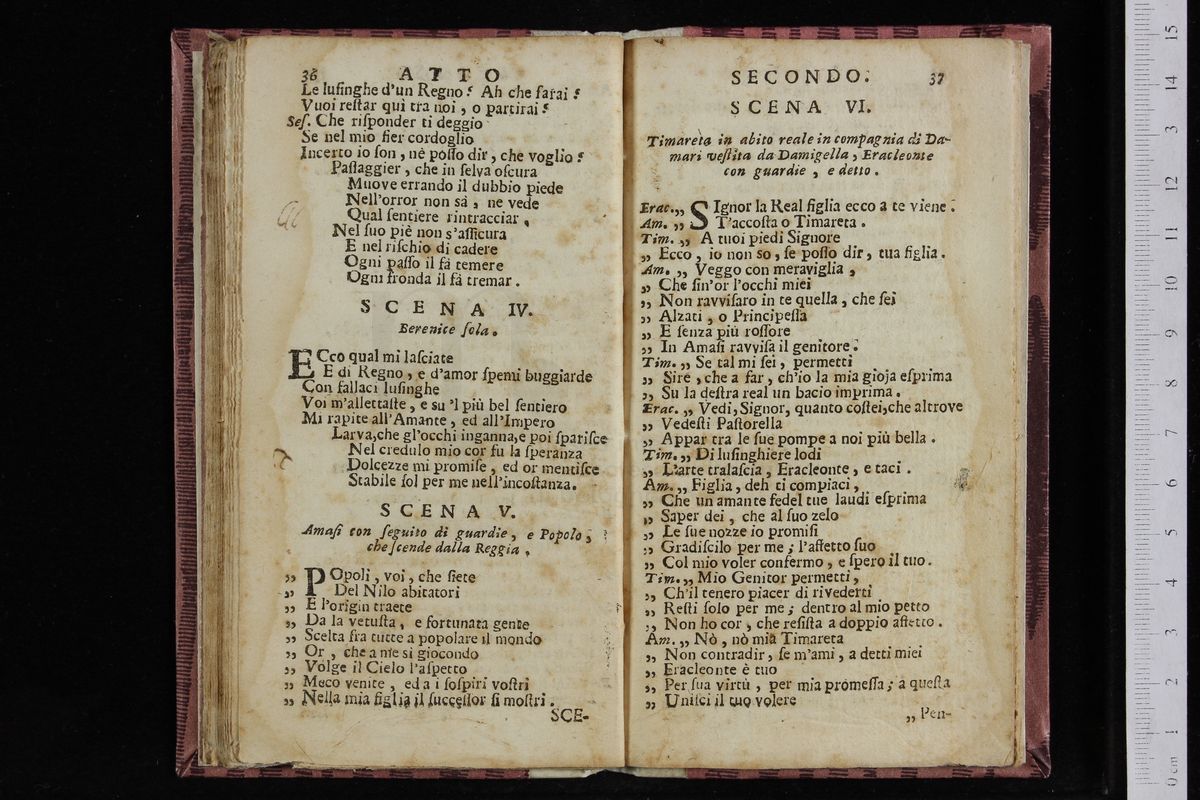 36 ATTO
Le luſinghe d'un Regno? Ah che farai?
Vuoi reſtar quì tra noi, o partirai?
Seſ. Che riſponder ti deggio
Se nel mio fier cordoglio
Incerto io ſon, nè poſſo dir, che voglio?
Paſſaggier, che in ſelva oſcura
Muove errando il dubbio piede
Nell'orror non sà, ne vede
Qual ſentiere rintracciar,
Nel ſuo piè non s'aſſicura
E nel riſchio di cadere
Ogni paſſo il fà temere
Ogni fronda il fà tremar.
SCENA IV.
Berenice ſola.
ECco qual mi laſciate
E di Regno, e d'amor ſpemi buggiarde
Con fallaci luſinghe
Voi m'allettaſte, e su 'l più bel ſentiero
Mi rapite all'Amante, ed all'Impero
Larva, che gl'occhi inganna, e poi ſpariſce
Nel credulo mio cor fu la ſperanza
Dolcezze mi promiſe, ed or mentiſce
Stabile ſol per me nell'incoſtanza.
SCENA V.
Amaſi con ſeguito di guardie, e Popolo,
che ſcende dalla Reggia.
„ POpoli, voi, che ſiete
„ Del Nilo abitatori
„ E l'origin traete
„ Da la vetuſta, e fortunata gente
„ Scelta fra tutte a popolare il mondo
„ Or, che a me sì giocondo
„ Volge il Cielo l'aſpetto
„ Meco venite, ed a i ſoſpiri voſtri
„ Nella mia figlia il ſucceſſor ſi moſtri.
SCE-
SECONDO. 37
SCENA VI.
Timareta in abito reale in compagnia di Da-
mari veſtita da Damigella, Eracleonte
con guardie, e detto.
Erac. „ SIgnor la Real figlia ecco a te viene.
Am. „ T'accoſta o Timareta.
Tim. „ A tuoi piedi Signore
„ Ecco, io non so, ſe poſſo dir, tua figlia.
Am. „ Veggo con meraviglia,
„ Che ſin'or l'occhi miei
„ Non ravviſaro in te quella, che ſei
„ Alzati, o Principeſſa
„ E ſenza più roſſore
„ In Amaſi ravviſa il genitore.
Tim. „ Se tal mi ſei, permetti
„ Sire, che a far, ch'io la mia gioja eſprima
„ Su la deſtra real un bacio imprima.
Erac. „ Vedi, Signor, quanto coſtei, che altrove
„ Vedeſti Paſtorella
„ Appar tra le ſue pompe a noi più bella.
Tim. „ Di luſinghiere lodi
„ L'arte tralaſcia, Eracleonte, e taci.
Am. „ Figlia, deh ti compiaci,
„ Che un amante fedel tue laudi eſprima
„ Saper dei, che al ſuo zelo
„ Le ſue nozze io promiſi
„ Gradiſcilo per me; l'affetto ſuo
„ Col mio voler confermo, e ſpero il tuo.
Tim. „ Mio Genitor permetti,
„ Ch'il tenero piacer di rivederti
„ Reſti ſolo per me; dentro al mio petto
„ Non ho cor, che reſiſta a doppio affetto.
Am. „ Nò, nò mia Timareta
„ Non contradir, ſe m'ami, a detti miei
„ Eracleonte è tuo
„ Per ſua virtù, per mia promeſſa; a queſta
„ Uniſci il tuo volere
„ Pen-